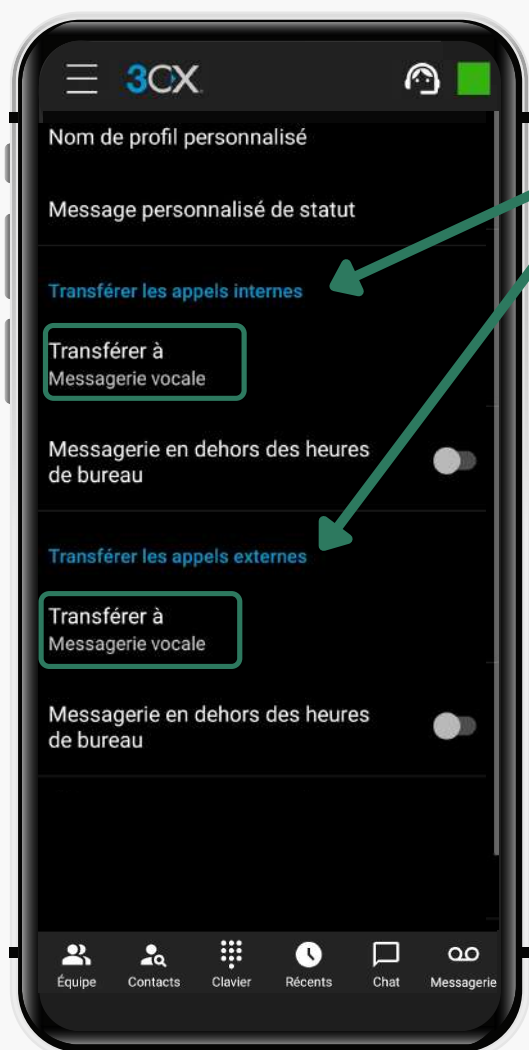 3CX
Nom de profil personnalisé
Message personnalisé de statut
Transférer les appels internes
Transférer à
Messagerie vocale
Messagerie en dehors des heures
de bureau
Transférer les appels externes
Transférer à
Messagerie vocale
Messagerie en dehors des heures
de bureau
Équipe Contacts Clavier Récents Chat Messagerie